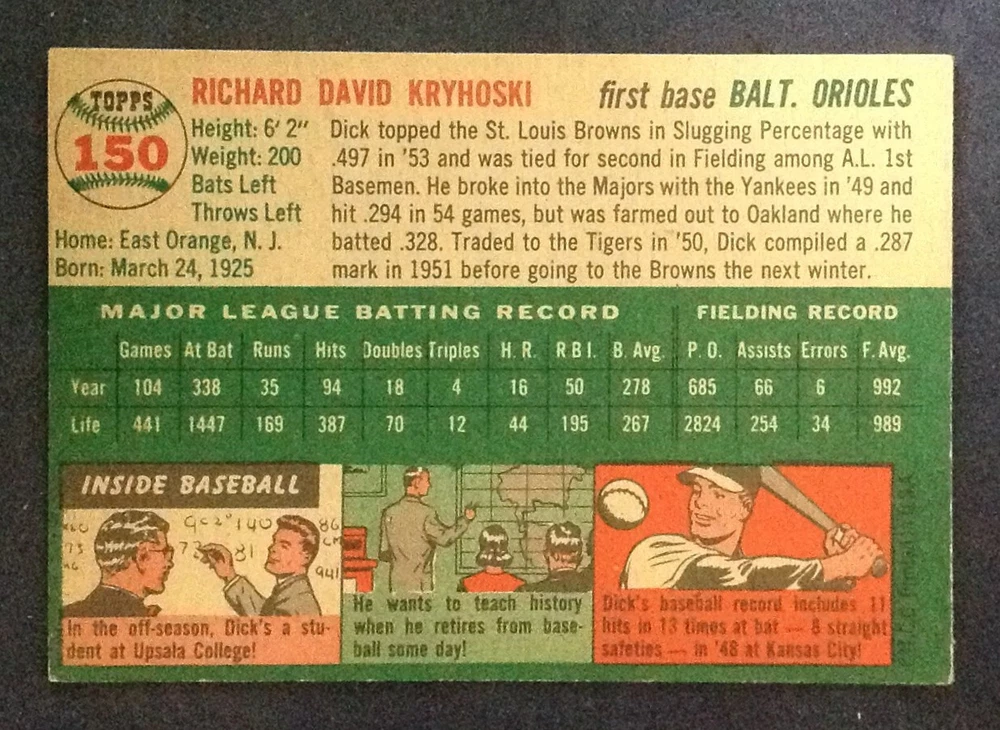 TOPPS
150
RICHARD DAVID KRYHOSKI
first base BALT. ORIOLES
Height: 6' 2"
Weight: 200
Bats Left
Throws Left
Home: East Orange, N. J.
Born: March 24, 1925
Dick topped the St. Louis Browns in Slugging Percentage with
.497 in '53 and was tied for second in Fielding among A.L. 1st
Basemen. He broke into the Majors with the Yankees in '49 and
hit .294 in 54 games, but was farmed out to Oakland where he
batted .328. Traded to the Tigers in '50, Dick compiled a .287
mark in 1951 before going to the Browns the next winter.
MAJOR LEAGUE BATTING RECORD FIELDING RECORD
Games At Bat Runs Hits Doubles Triples H. R. R B I. B. Avg. P. O. Assists Errors F. Avg.
Year 104 338 35 94 18 4 16 50 278 685 66 6 992
Life 441 1447 169 387 70 12 44 195 267 2824 254 34 989
INSIDE BASEBALL
140 86
81
941
In the off-season, Dick's a stu-
dent at Upsala College!
He wants to teach history
when he retires from base-
ball some day!
Dick's baseball record includes 11
hits in 13 times at bat — 8 straight
safeties — in '48 at Kansas City!